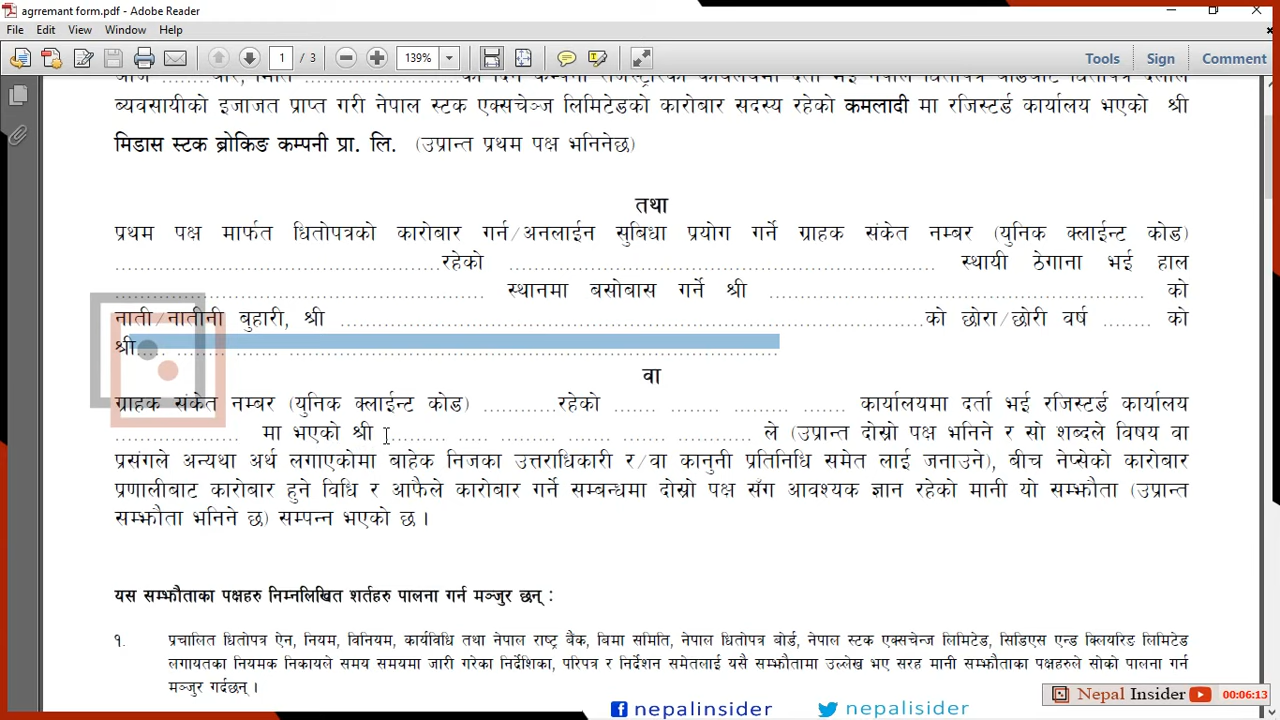 agrremant form.pdf - Adobe Reader
File Edit View Window Help
1 / 3 139% Tools Sign Comment
ब्यवसायीको इजाजत प्राप्त गरी नेपाल स्टक एक्सचेञ्ज लिमिटेडको कारोबार सदस्य रहेको कमलादी मा रजिस्टर्ड कार्यालय भएको श्री
मिडास स्टक ब्रोकिङ कम्पनी प्रा. लि. (उप्रान्त प्रथम पक्ष भनिनेछ)
तथा
प्रथम पक्ष मार्फत धितोपत्रको कारोबार गर्न/अनलाईन सुबिधा प्रयोग गर्ने ग्राहक संकेत नम्बर (युनिक क्लाईन्ट कोड)
........................................रहेको .................................................... स्थायी ठेगाना भई हाल
.............................................. स्थानमा बसोबास गर्ने श्री .............................................. को
नाती/नातीनी बुहारी, श्री ........................................................................ को छोरा/छोरी वर्ष ........ को
श्री... ........ ...... ............................................................
वा
ग्राहक संकेत नम्बर (युनिक क्लाईन्ट कोड) .........रहेको ...... ........ .......... ....... कार्यालयमा दर्ता भई रजिस्टर्ड कार्यालय
............... मा भएको श्री ...... .... ....... ..... ..... ......... ले (उप्रान्त दोस्रो पक्ष भनिने र सो शब्दले विषय वा
प्रसंगले अन्यथा अर्थ लगाएकोमा बाहेक निजका उत्तराधिकारी र/वा कानुनी प्रतिनिधि समेत लाई जनाउने), बीच नेप्सेको कारोबार
प्रणालीबाट कारोबार हुने विधि र आफैले कारोबार गर्ने सम्बन्धमा दोस्रो पक्ष सँग आवश्यक ज्ञान रहेको मानी यो सम्झौता (उप्रान्त
सम्झौता भनिने छ) सम्पन्न भएको छ ।
यस सम्झौताका पक्षहरु निम्नलिखित शर्तहरु पालना गर्न मञ्जुर छन् :
१. प्रचालित धितोपत्र ऐन, नियम, विनियम, कार्यविधि तथा नेपाल राष्ट्र बैंक, बिमा समिति, नेपाल धितोपत्र बोर्ड, नेपाल स्टक एक्सचेन्ज लिमिटेड, सिडिएस एन्ड क्लियरिङ लिमिटेड
लगायतका नियमक निकायले समय समयमा जारी गरेका निर्देशिका, परिपत्र र निर्देशन समेतलाई यसै सम्झौतामा उल्लेख भए सरह मानी सम्झौताका पक्षहरुले सोको पालना गर्न
मञ्जुर गर्दछन् ।
Nepal Insider 00:06:13
nepalinsider nepalisider